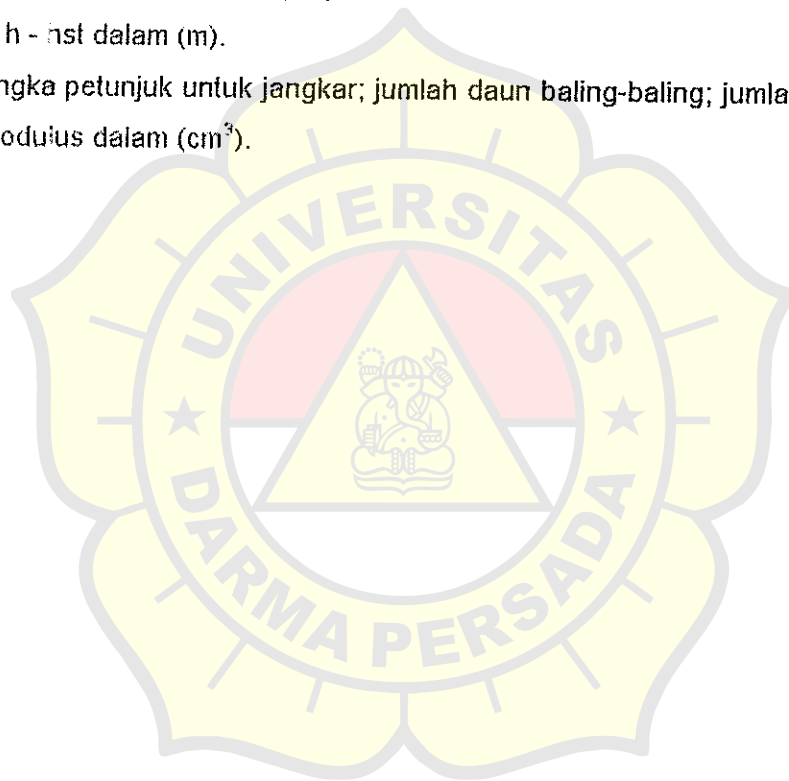 h - hst dalam (m).
ngka petunjuk untuk jangkar; jumlah daun baling-baling; jumla
odulus dalam (cm³).
UNIVERSITAS
DARMA PERSADA